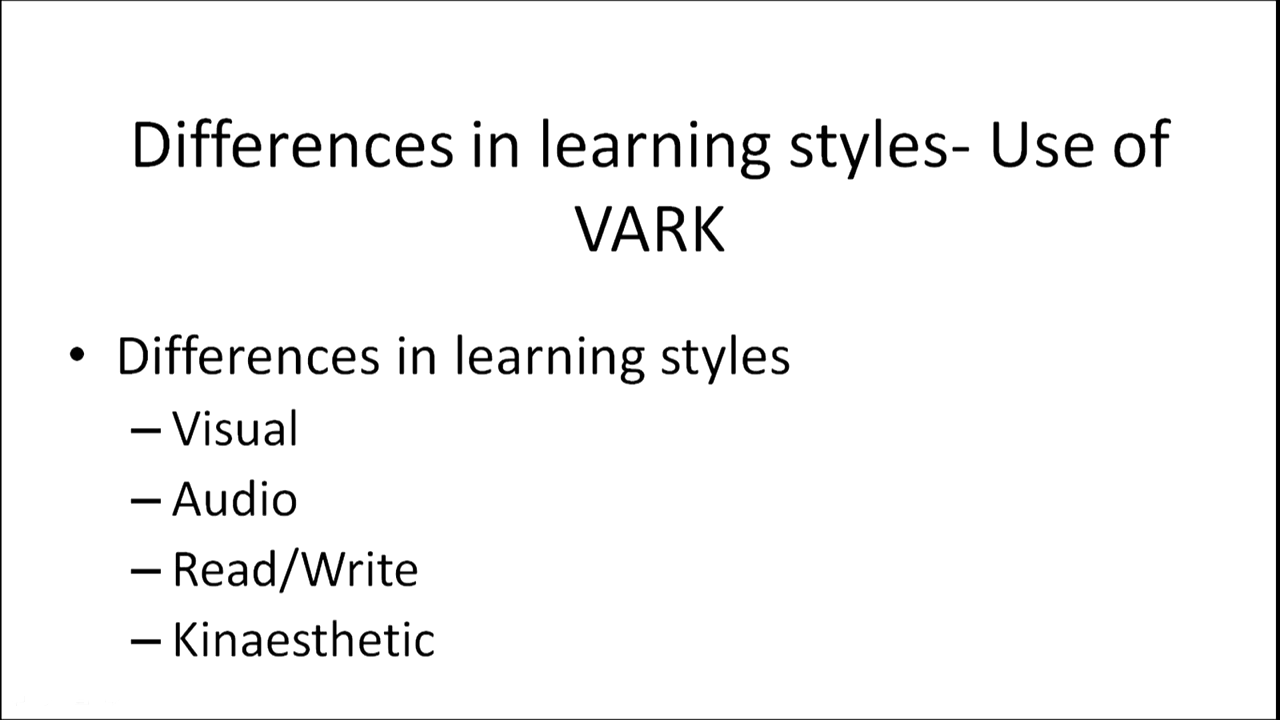 Differences in learning styles- Use of
VARK
• Differences in learning styles
– Visual
– Audio
– Read/Write
– Kinaesthetic